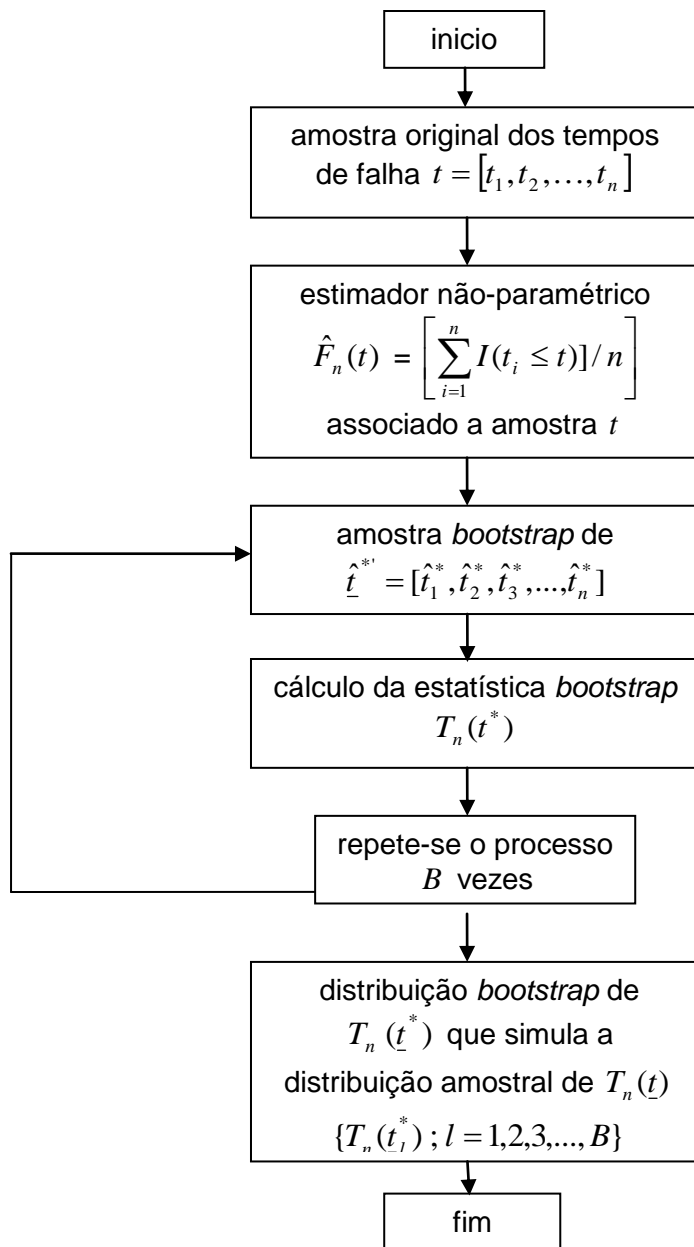 inicio
amostra original dos tempos
de falha t = [t₁, t₂, …, tₙ]
estimador não-paramétrico
F̂ₙ(t) = [∑ᵢ₌₁ⁿ I(tᵢ ≤ t)]/n]
associado a amostra t
amostra bootstrap de
t̲̂*' = [t̂₁*, t̂₂*, t̂₃*, ..., t̂ₙ*]
cálculo da estatística bootstrap
Tₙ(t*)
repete-se o processo
B vezes
distribuição bootstrap de
Tₙ (t̲*) que simula a
distribuição amostral de Tₙ(t̲)
{Tₙ(t̲ₗ*) ; l = 1,2,3,..., B}
fim